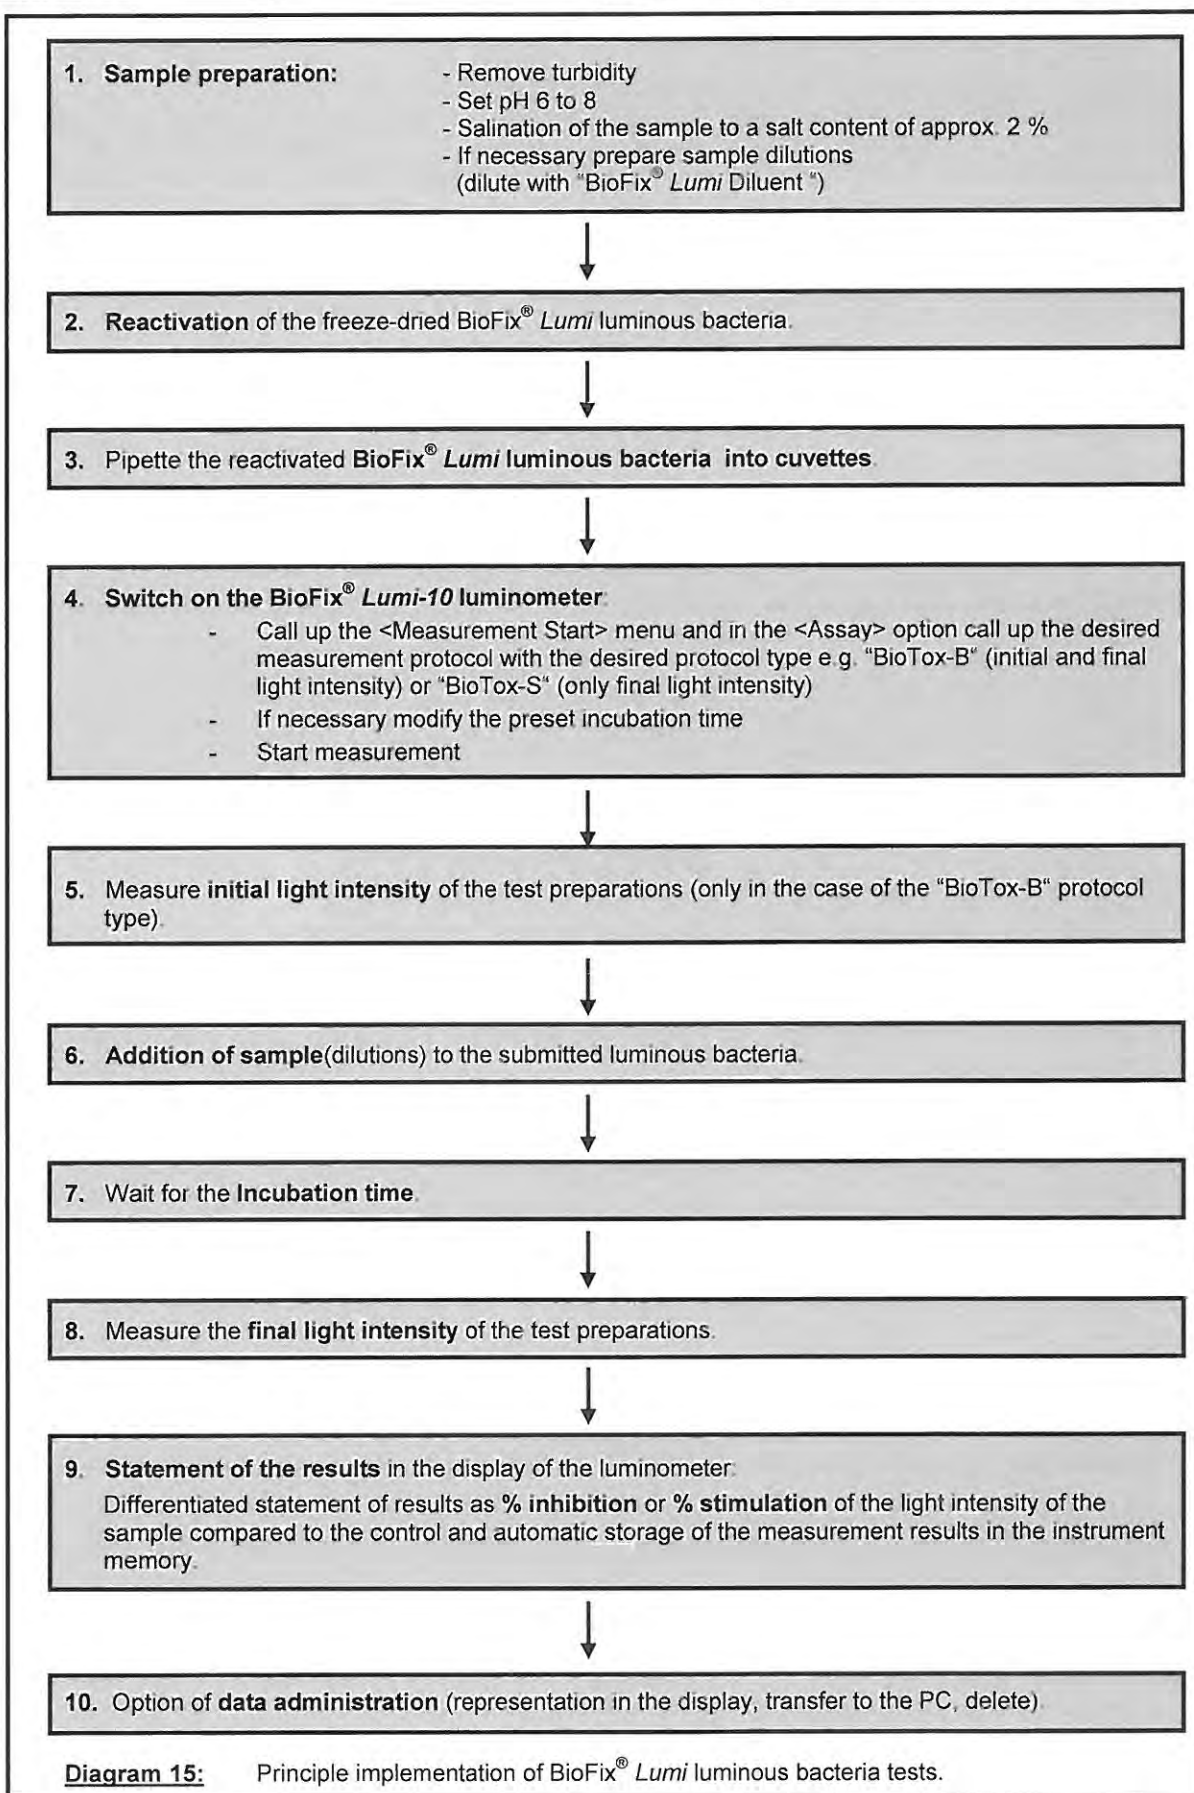 1. Sample preparation: - Remove turbidity
- Set pH 6 to 8
- Salination of the sample to a salt content of approx. 2 %
- If necessary prepare sample dilutions
(dilute with "BioFix® Lumi Diluent ")
2. Reactivation of the freeze-dried BioFix® Lumi luminous bacteria.
3. Pipette the reactivated BioFix® Lumi luminous bacteria into cuvettes.
4. Switch on the BioFix® Lumi-10 luminometer:
- Call up the <Measurement Start> menu and in the <Assay> option call up the desired
measurement protocol with the desired protocol type e.g. "BioTox-B" (initial and final
light intensity) or "BioTox-S" (only final light intensity)
- If necessary modify the preset incubation time
- Start measurement
5. Measure initial light intensity of the test preparations (only in the case of the "BioTox-B" protocol
type).
6. Addition of sample(dilutions) to the submitted luminous bacteria.
7. Wait for the Incubation time.
8. Measure the final light intensity of the test preparations.
9. Statement of the results in the display of the luminometer:
Differentiated statement of results as % inhibition or % stimulation of the light intensity of the
sample compared to the control and automatic storage of the measurement results in the instrument
memory.
10. Option of data administration (representation in the display, transfer to the PC, delete).
Diagram 15: Principle implementation of BioFix® Lumi luminous bacteria tests.